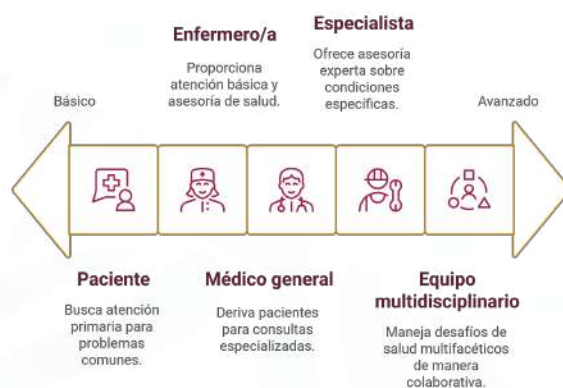 Enfermero/a
Proporciona
atención básica y
asesoría de salud.
Especialista
Ofrece asesoría
experta sobre
condiciones
específicas.
Básico
Avanzado
Paciente
Busca atención
primaria para
problemas
comunes.
Médico general
Deriva pacientes
para consultas
especializadas.
Equipo
multidisciplinario
Maneja desafíos de
salud multifacéticos
de manera
colaborativa.